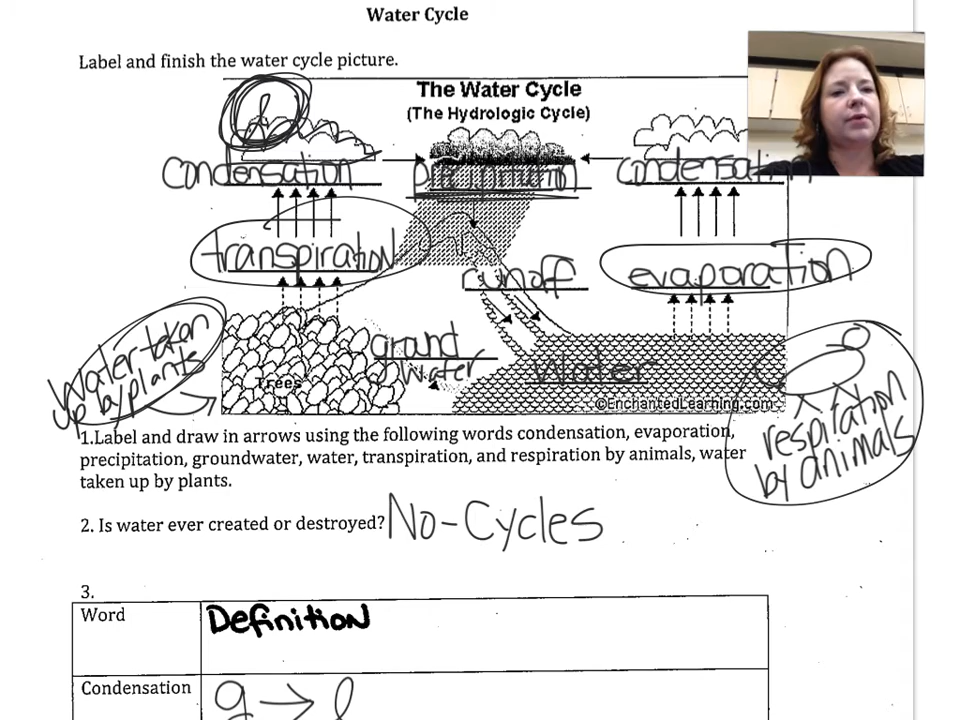 Water Cycle
Label and finish the water cycle picture.
The Water Cycle
(The Hydrologic Cycle)
l
condensation
precipitation
condensation
transpiration
runoff
evaporation
Water taken
up by plants
ground
water
Water
Trees
©EnchantedLearning.com
respiration
by animals
1.Label and draw in arrows using the following words condensation, evaporation,
precipitation, groundwater, water, transpiration, and respiration by animals, water
taken up by plants.
2. Is water ever created or destroyed? No-Cycles
3.
Word Definition
Condensation g → l